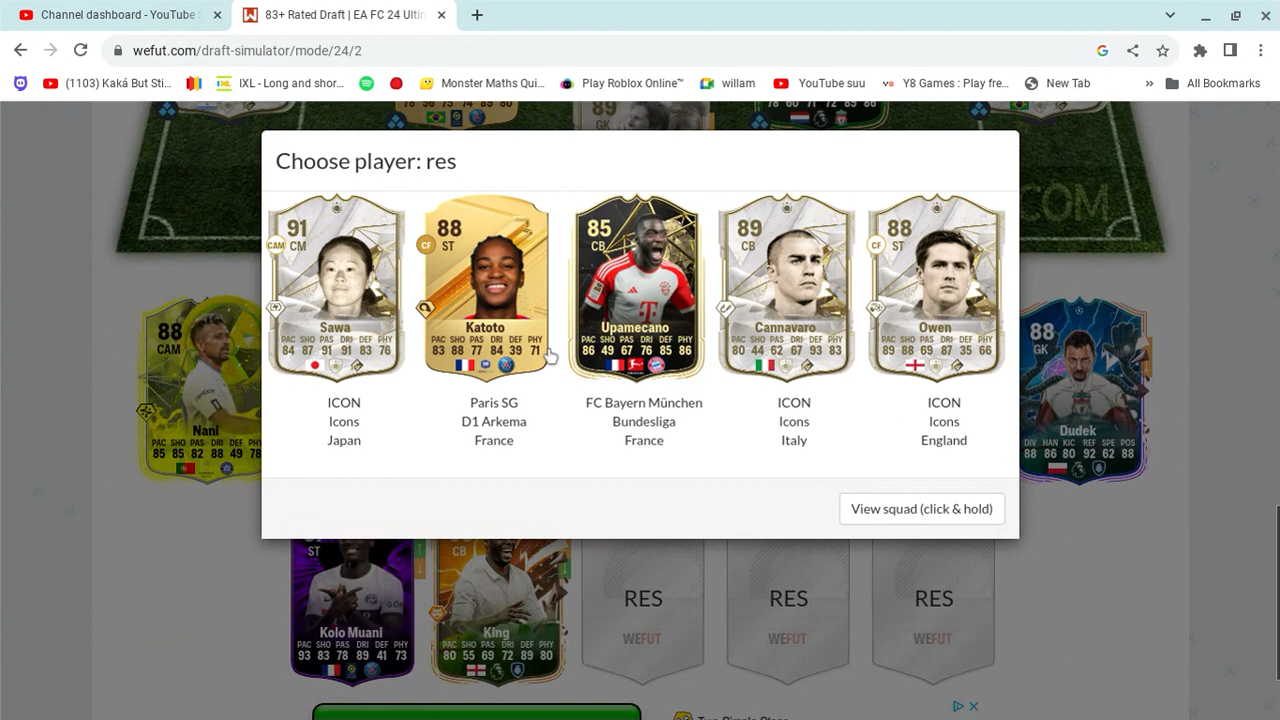 Channel dashboard - YouTube S
83+ Rated Draft | EA FC 24 Ultim
wefut.com/draft-simulator/mode/24/2
(1103) Kaká But Sti...
IXL - Long and shor...
Monster Maths Qui...
Play Roblox Online™
willam
YouTube suu
Y8 Games : Play fre...
New Tab
»
All Bookmarks
89
GK
.COM
Choose player: res
91
CM
CAM
Sawa
PAC SHO PAS DRI DEF PHY
84 87 91 91 83 76
88
ST
CF
Katoto
PAC SHO PAS DRI DEF PHY
83 88 77 84 39 71
85
CB
Upamecano
PAC SHO PAS DRI DEF PHY
86 49 67 76 85 86
89
CB
Cannavaro
PAC SHO PAS DRI DEF PHY
80 44 62 67 93 83
88
ST
CF
Owen
PAC SHO PAS DRI DEF PHY
89 88 69 87 35 66
ICON
Icons
Japan
Paris SG
D1 Arkema
France
FC Bayern München
Bundesliga
France
ICON
Icons
Italy
ICON
Icons
England
View squad (click & hold)
88
CAM
Nani
PAC SHO PAS DRI DEF
85 85 82 88 49
88
GK
Dudek
DIV HAN KIC REF SPE POS
88 86 80 92 62 88
ST
Kolo Muani
PAC SHO PAS DRI DEF PHY
93 83 78 89 41 73
CB
King
PAC SHO PAS DRI DEF PHY
80 55 69 72 89 80
RES
WEFUT
RES
WEFUT
RES
WEFUT